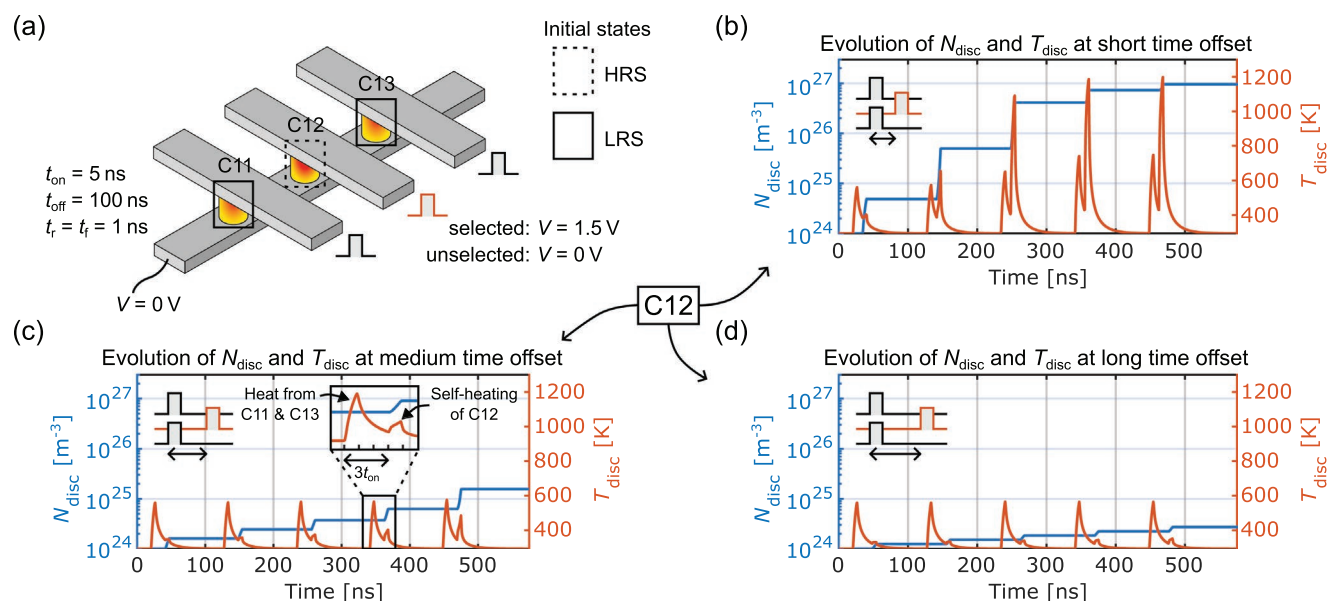 (a)
Initial states
HRS
LRS
C13
C12
C11
t_on = 5 ns
t_off = 100 ns
t_r = t_f = 1 ns
selected: V = 1.5 V
unselected: V = 0 V
V = 0 V
C12
(b)
Evolution of N_disc and T_disc at short time offset
N_disc [m^-3]
10^27
10^26
10^25
10^24
T_disc [K]
1200
1000
800
600
400
0 100 200 300 400 500
Time [ns]
(c)
Evolution of N_disc and T_disc at medium time offset
N_disc [m^-3]
10^27
10^26
10^25
10^24
Heat from
C11 & C13
Self-heating
of C12
3t_on
T_disc [K]
1200
1000
800
600
400
0 100 200 300 400 500
Time [ns]
(d)
Evolution of N_disc and T_disc at long time offset
N_disc [m^-3]
10^27
10^26
10^25
10^24
T_disc [K]
1200
1000
800
600
400
0 100 200 300 400 500
Time [ns]